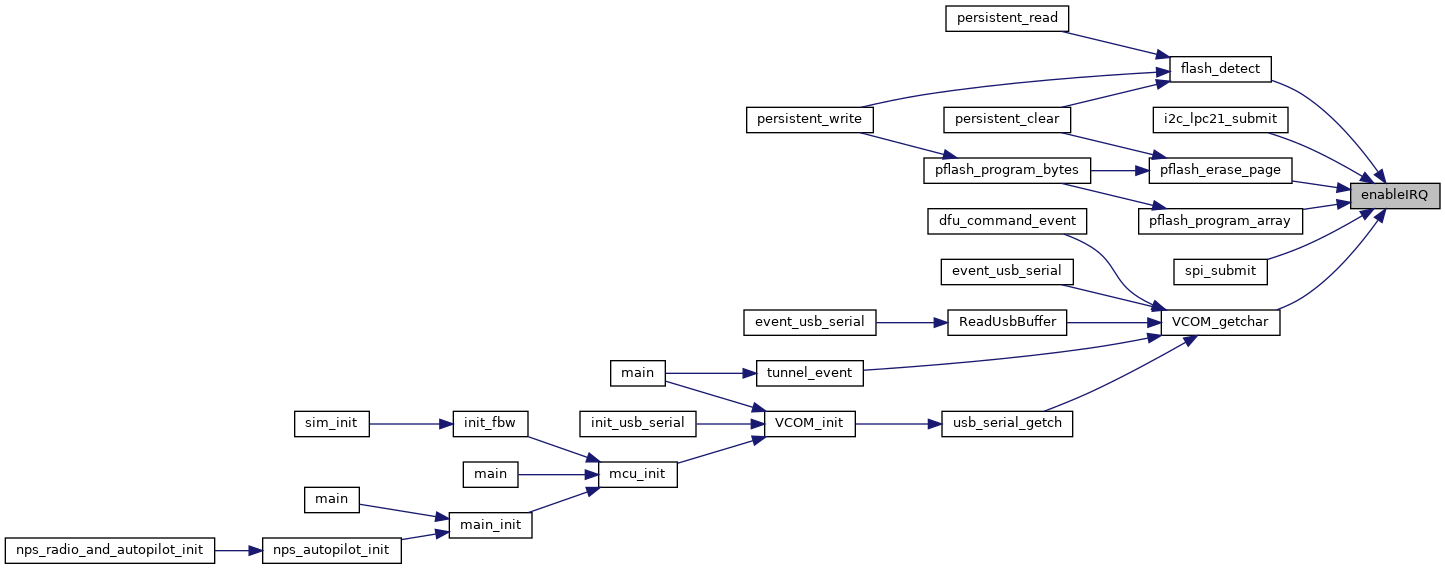 persistent_read
flash_detect
persistent_write
persistent_clear
i2c_lpc21_submit
pflash_program_bytes
pflash_erase_page
enableIRQ
dfu_command_event
pflash_program_array
event_usb_serial
spi_submit
event_usb_serial
ReadUsbBuffer
VCOM_getchar
main
tunnel_event
sim_init
init_fbw
init_usb_serial
VCOM_init
usb_serial_getch
main
mcu_init
main
main_init
nps_radio_and_autopilot_init
nps_autopilot_init